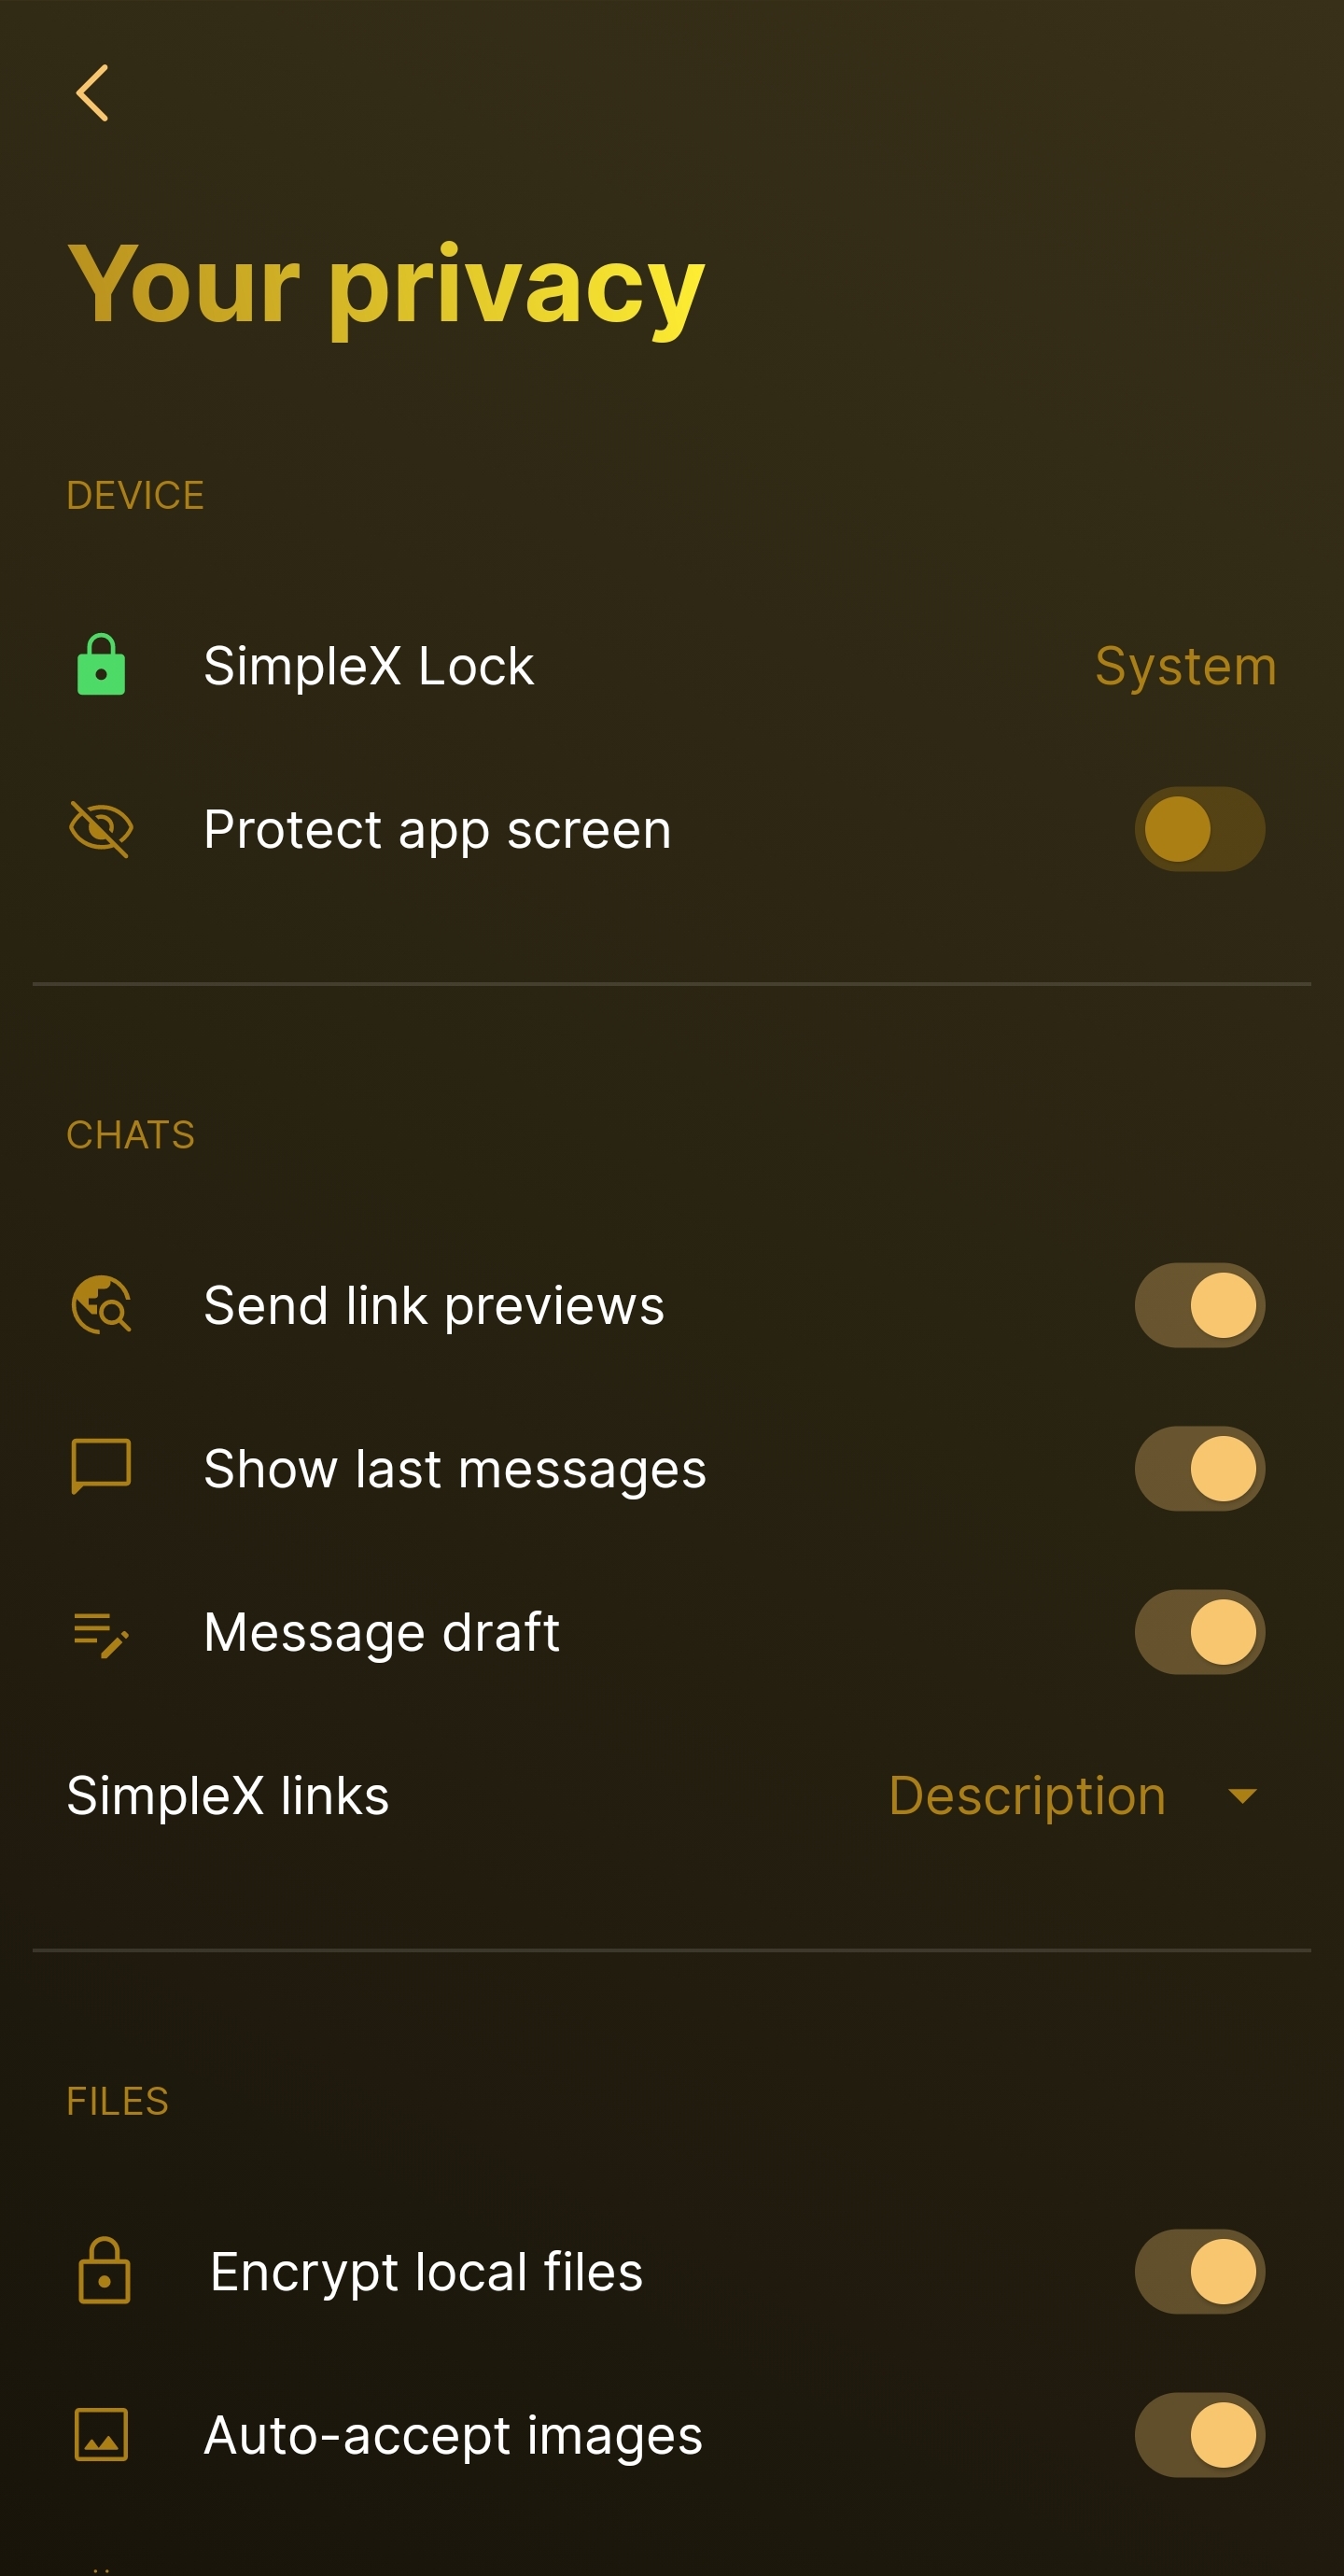 Your privacy
DEVICE
SimpleX Lock System
Protect app screen
CHATS
Send link previews
Show last messages
Message draft
SimpleX links Description
FILES
Encrypt local files
Auto-accept images